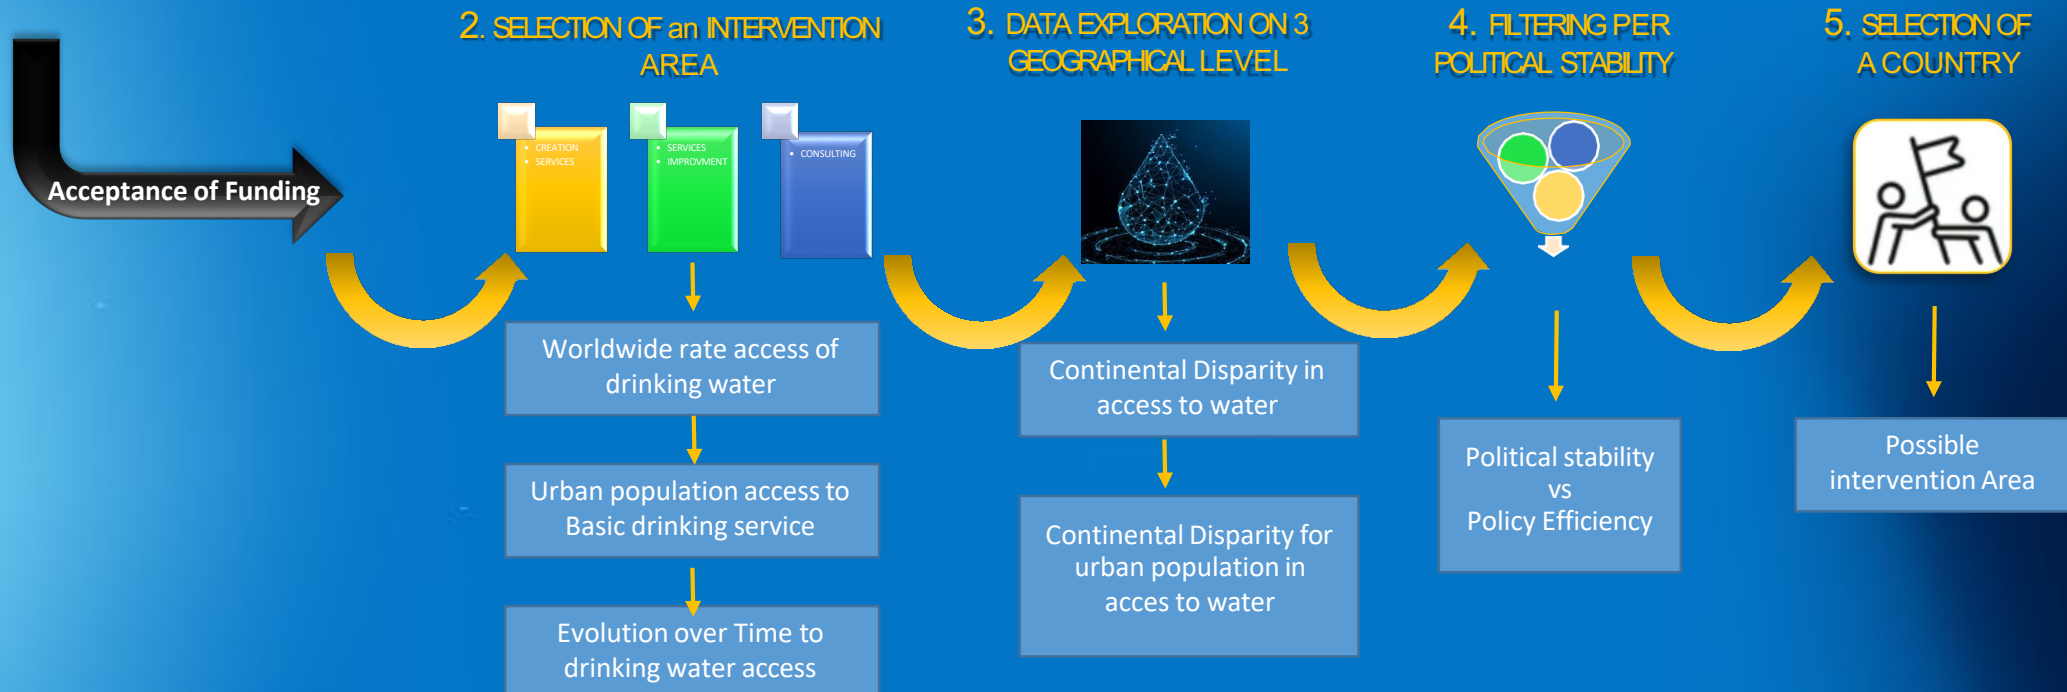 Acceptance of Funding
2. SELECTION OF an INTERVENTION
AREA
• CREATION
• SERVICES
• SERVICES
• IMPROVMENT
• CONSULTING
Worldwide rate access of
drinking water
Urban population access to
Basic drinking service
Evolution over Time to
drinking water access
3. DATA EXPLORATION ON 3
GEOGRAPHICAL LEVEL
Continental Disparity in
access to water
Continental Disparity for
urban population in
acces to water
4. FILTERING PER
POLITICAL STABILITY
Political stability
vs
Policy Efficiency
5. SELECTION OF
A COUNTRY
Possible
intervention Area